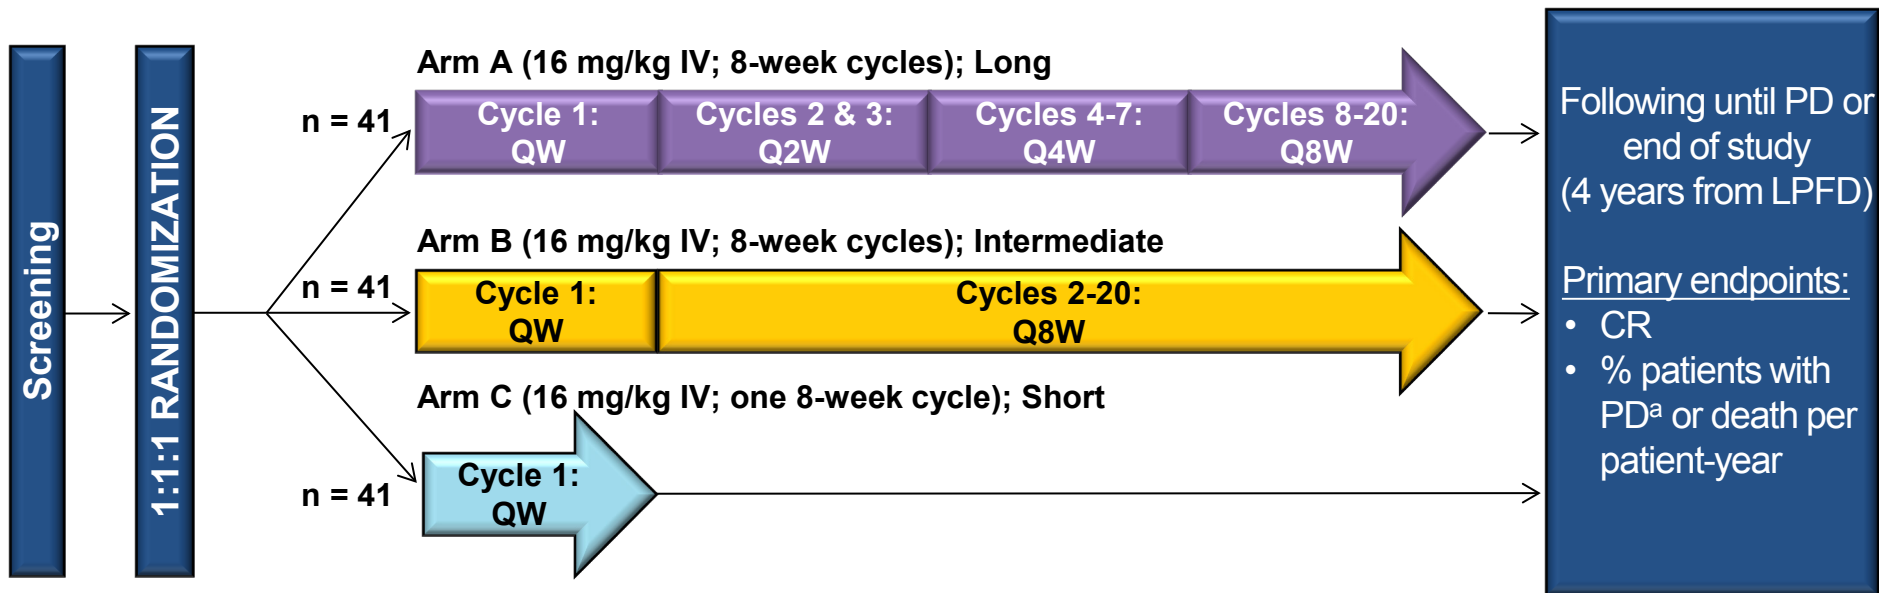 Screening
1:1:1 RANDOMIZATION
Arm A (16 mg/kg IV; 8-week cycles); Long
n = 41
Cycle 1:
QW
Cycles 2 & 3:
Q2W
Cycles 4-7:
Q4W
Cycles 8-20:
Q8W
Arm B (16 mg/kg IV; 8-week cycles); Intermediate
n = 41
Cycle 1:
QW
Cycles 2-20:
Q8W
Arm C (16 mg/kg IV; one 8-week cycle); Short
n = 41
Cycle 1:
QW
Following until PD or
end of study
(4 years from LPFD)
Primary endpoints:
• CR
• % patients with
PDᵃ or death per
patient-year